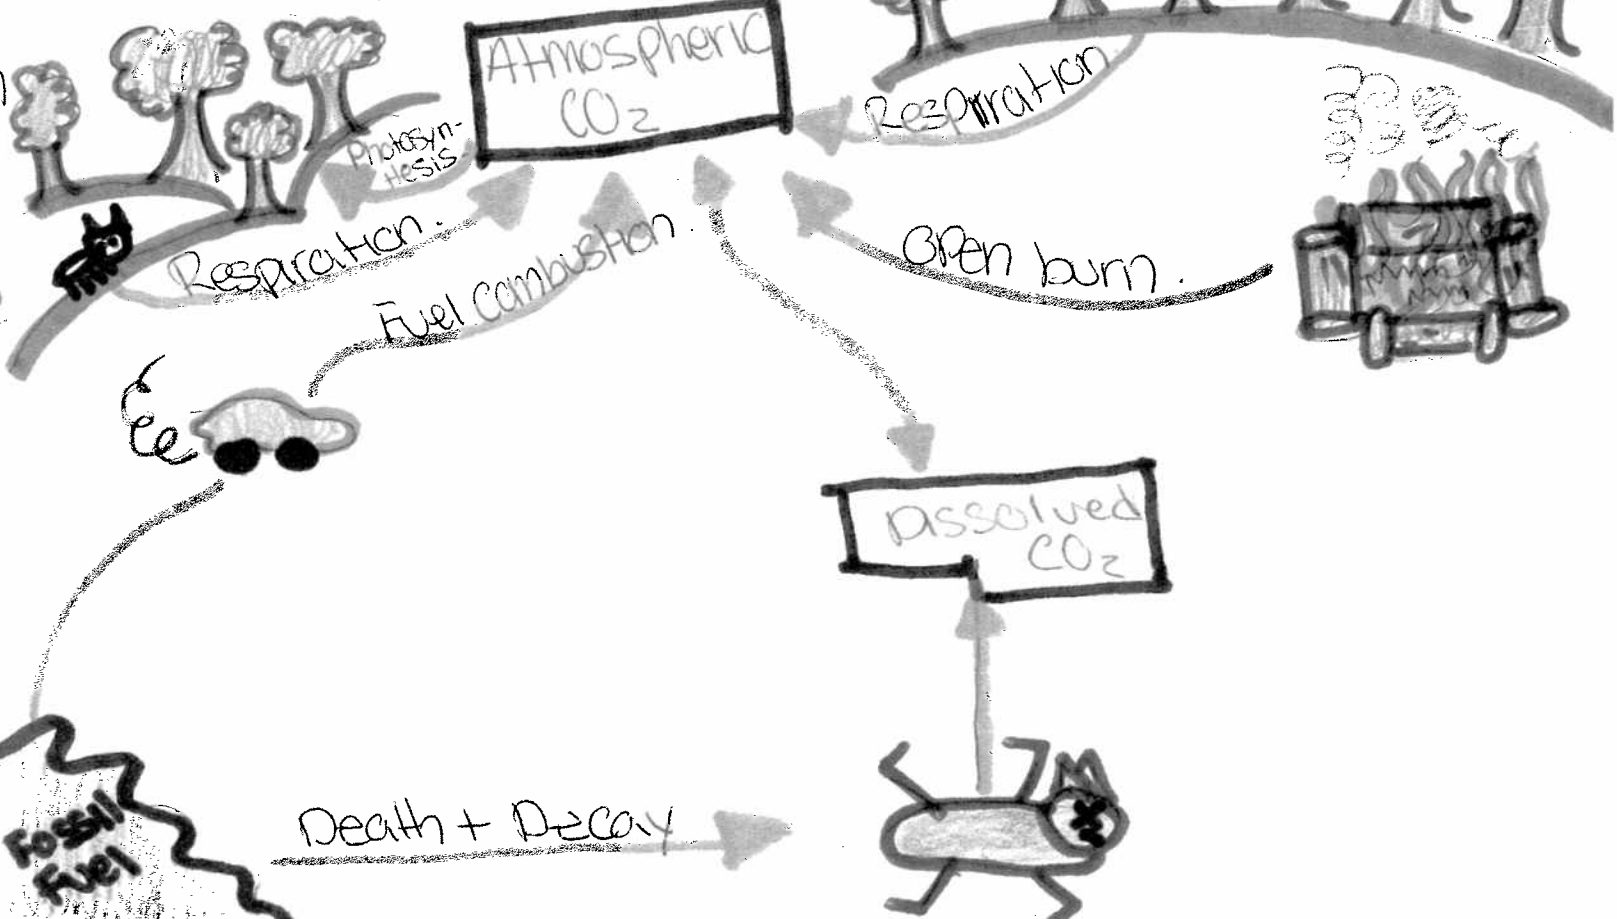 Atmospheric
CO₂
Respiration
Photosyn-
thesis
Respiration.
Fuel combustion.
Open burn.
Dissolved
CO₂
Fossil
Fuel
Death + Decay